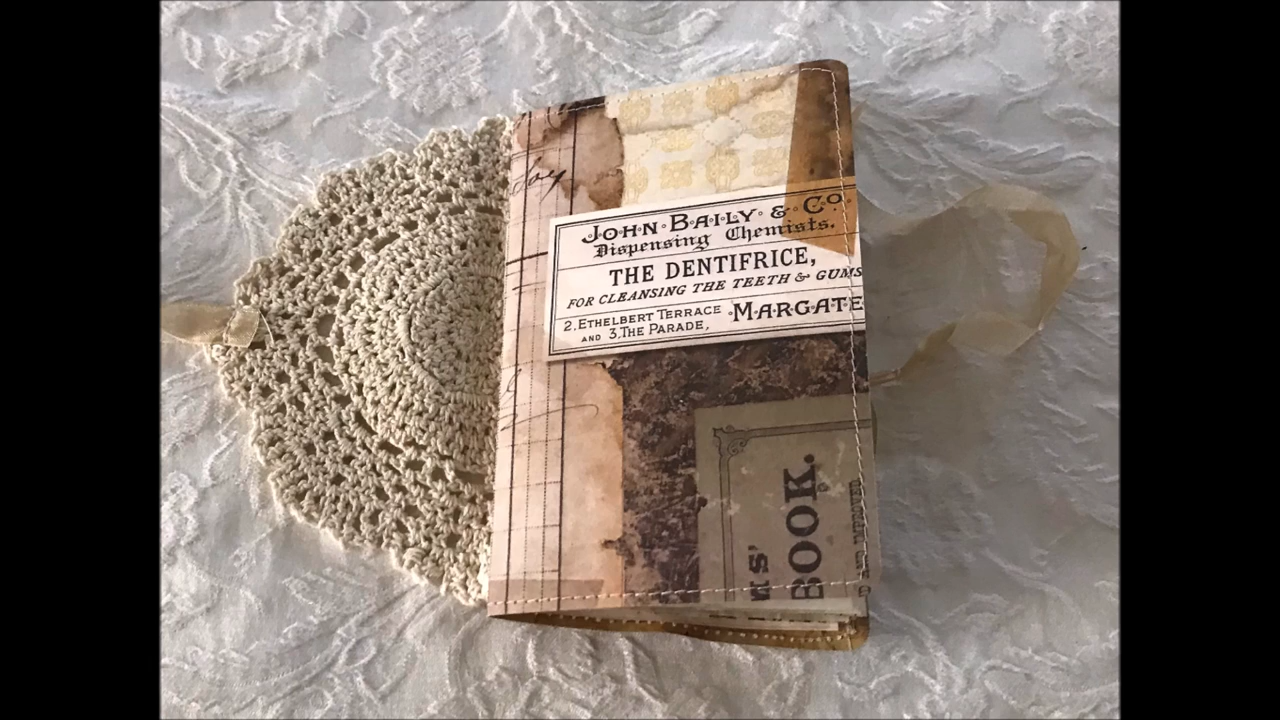 JOHN·BAILY·&·Co
Dispensing Chemists.
THE DENTIFRICE,
FOR CLEANSING THE TEETH & GUMS
2, ETHELBERT TERRACE
AND 3, THE PARADE,
·MARGATE
BOOK.